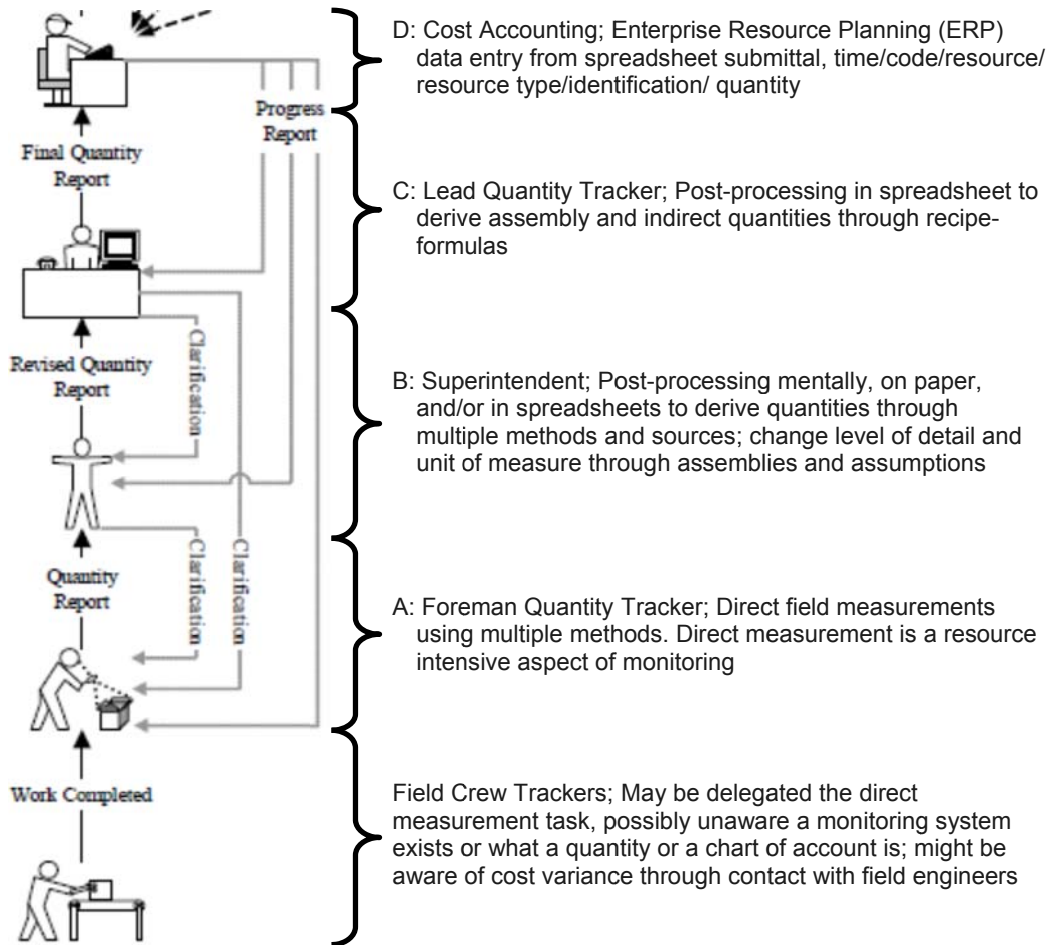 D: Cost Accounting; Enterprise Resource Planning (ERP)
data entry from spreadsheet submittal, time/code/resource/
resource type/identification/ quantity
Progress
Report
Final Quantity
Report
C: Lead Quantity Tracker; Post-processing in spreadsheet to
derive assembly and indirect quantities through recipe-
formulas
Clarification
Revised Quantity
Report
B: Superintendent; Post-processing mentally, on paper,
and/or in spreadsheets to derive quantities through
multiple methods and sources; change level of detail and
unit of measure through assemblies and assumptions
Clarification
Clarification
Quantity
Report
A: Foreman Quantity Tracker; Direct field measurements
using multiple methods. Direct measurement is a resource
intensive aspect of monitoring
Work Completed
Field Crew Trackers; May be delegated the direct
measurement task, possibly unaware a monitoring system
exists or what a quantity or a chart of account is; might be
aware of cost variance through contact with field engineers